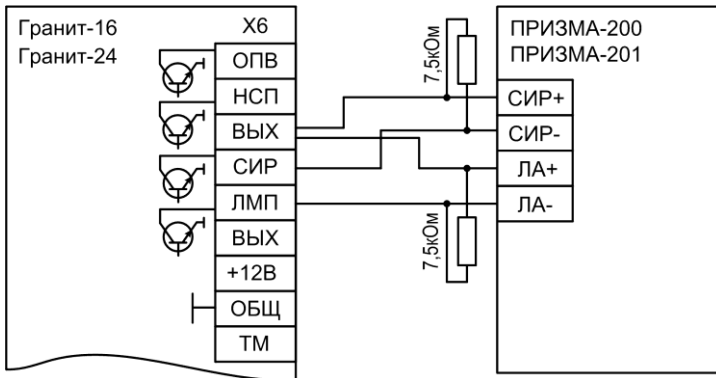 Гранит-16
Гранит-24
X6
ОПВ
НСП
ВЫХ
СИР
ЛМП
ВЫХ
+12В
ОБЩ
ТМ
7,5кОм
7,5кОм
ПРИЗМА-200
ПРИЗМА-201
СИР+
СИР-
ЛА+
ЛА-